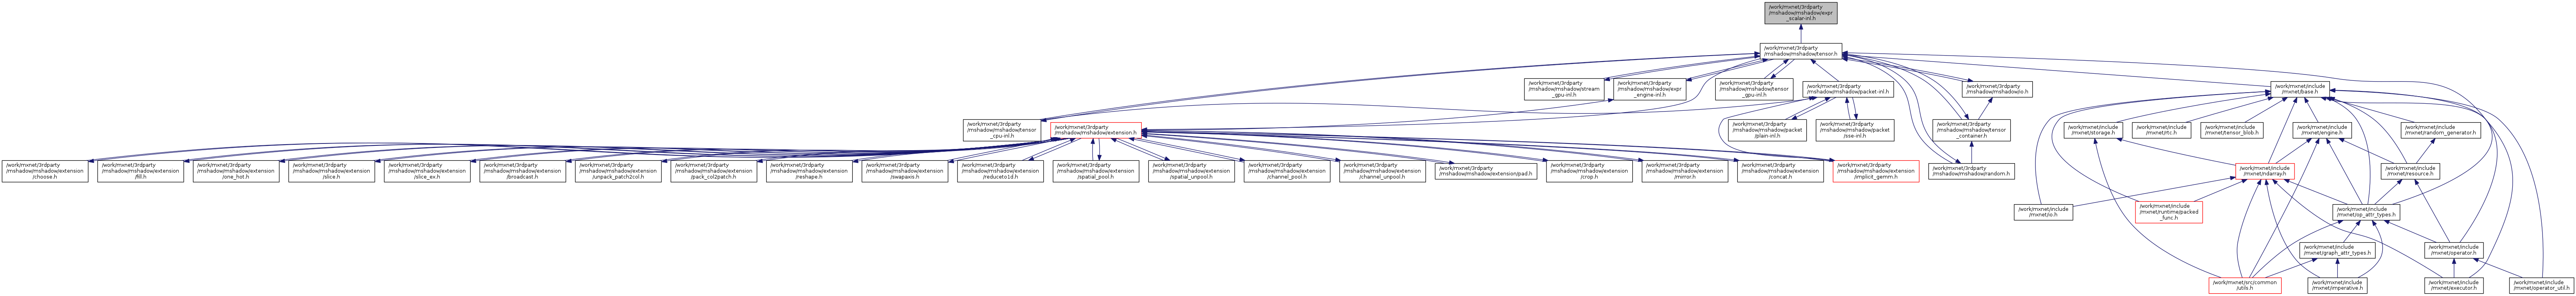 /work/mxnet/3rdparty
/mshadow/mshadow/expr
_scalar-inl.h
/work/mxnet/3rdparty
/mshadow/mshadow/tensor.h
/work/mxnet/3rdparty
/mshadow/mshadow/stream
_gpu-inl.h
/work/mxnet/3rdparty
/mshadow/mshadow/expr
_engine-inl.h
/work/mxnet/3rdparty
/mshadow/mshadow/tensor
_gpu-inl.h
/work/mxnet/3rdparty
/mshadow/mshadow/packet-inl.h
/work/mxnet/3rdparty
/mshadow/mshadow/io.h
/work/mxnet/include
/mxnet/base.h
/work/mxnet/3rdparty
/mshadow/mshadow/tensor
_cpu-inl.h
/work/mxnet/3rdparty
/mshadow/mshadow/extension.h
/work/mxnet/3rdparty
/mshadow/mshadow/packet
/plain-inl.h
/work/mxnet/3rdparty
/mshadow/mshadow/packet
/sse-inl.h
/work/mxnet/3rdparty
/mshadow/mshadow/tensor
_container.h
/work/mxnet/include
/mxnet/storage.h
/work/mxnet/include
/mxnet/rtc.h
/work/mxnet/include
/mxnet/tensor_blob.h
/work/mxnet/include
/mxnet/engine.h
/work/mxnet/include
/mxnet/random_generator.h
/work/mxnet/3rdparty
/mshadow/mshadow/extension
/choose.h
/work/mxnet/3rdparty
/mshadow/mshadow/extension
/fill.h
/work/mxnet/3rdparty
/mshadow/mshadow/extension
/one_hot.h
/work/mxnet/3rdparty
/mshadow/mshadow/extension
/slice.h
/work/mxnet/3rdparty
/mshadow/mshadow/extension
/slice_ex.h
/work/mxnet/3rdparty
/mshadow/mshadow/extension
/broadcast.h
/work/mxnet/3rdparty
/mshadow/mshadow/extension
/unpack_patch2col.h
/work/mxnet/3rdparty
/mshadow/mshadow/extension
/pack_col2patch.h
/work/mxnet/3rdparty
/mshadow/mshadow/extension
/reshape.h
/work/mxnet/3rdparty
/mshadow/mshadow/extension
/swapaxis.h
/work/mxnet/3rdparty
/mshadow/mshadow/extension
/reduceto1d.h
/work/mxnet/3rdparty
/mshadow/mshadow/extension
/spatial_pool.h
/work/mxnet/3rdparty
/mshadow/mshadow/extension
/spatial_unpool.h
/work/mxnet/3rdparty
/mshadow/mshadow/extension
/channel_pool.h
/work/mxnet/3rdparty
/mshadow/mshadow/extension
/channel_unpool.h
/work/mxnet/3rdparty
/mshadow/mshadow/extension/pad.h
/work/mxnet/3rdparty
/mshadow/mshadow/extension
/crop.h
/work/mxnet/3rdparty
/mshadow/mshadow/extension
/mirror.h
/work/mxnet/3rdparty
/mshadow/mshadow/extension
/concat.h
/work/mxnet/3rdparty
/mshadow/mshadow/extension
/implicit_gemm.h
/work/mxnet/3rdparty
/mshadow/mshadow/random.h
/work/mxnet/include
/mxnet/ndarray.h
/work/mxnet/include
/mxnet/resource.h
/work/mxnet/include
/mxnet/io.h
/work/mxnet/include
/mxnet/runtime/packed
_func.h
/work/mxnet/include
/mxnet/op_attr_types.h
/work/mxnet/include
/mxnet/graph_attr_types.h
/work/mxnet/include
/mxnet/operator.h
/work/mxnet/src/common
/utils.h
/work/mxnet/include
/mxnet/imperative.h
/work/mxnet/include
/mxnet/executor.h
/work/mxnet/include
/mxnet/operator_util.h